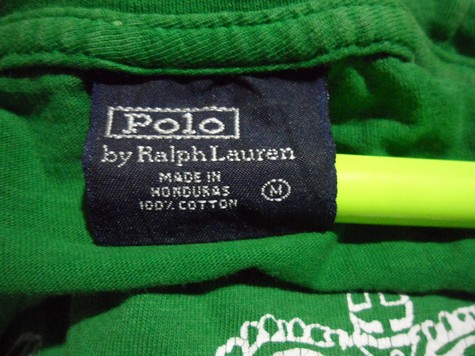 Polo
by Ralph Lauren
MADE IN
HONDURAS
100% COTTON
M